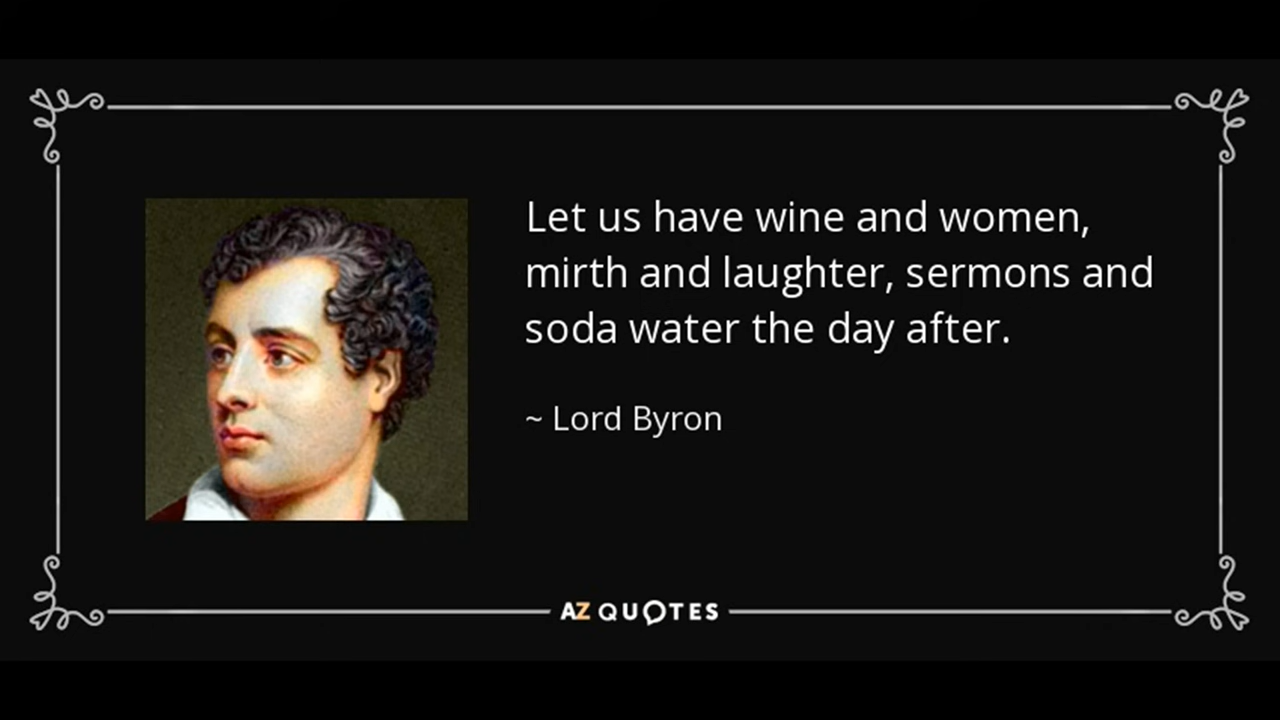 Let us have wine and women,
mirth and laughter, sermons and
soda water the day after.
~ Lord Byron
AZ QUOTES